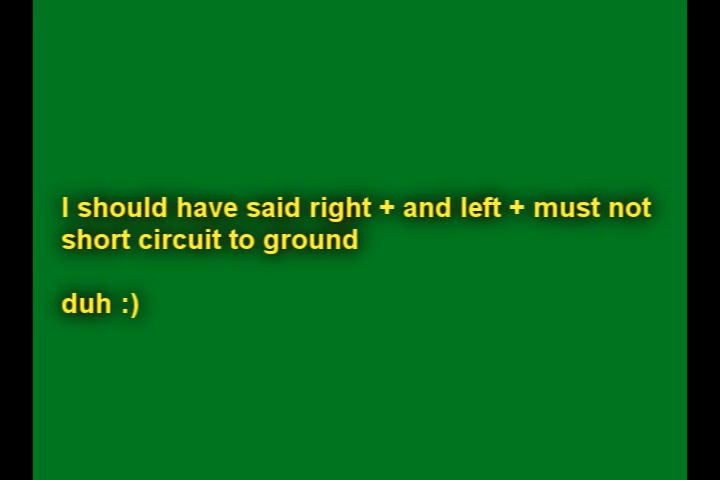 I should have said right + and left + must not
short circuit to ground
duh :)